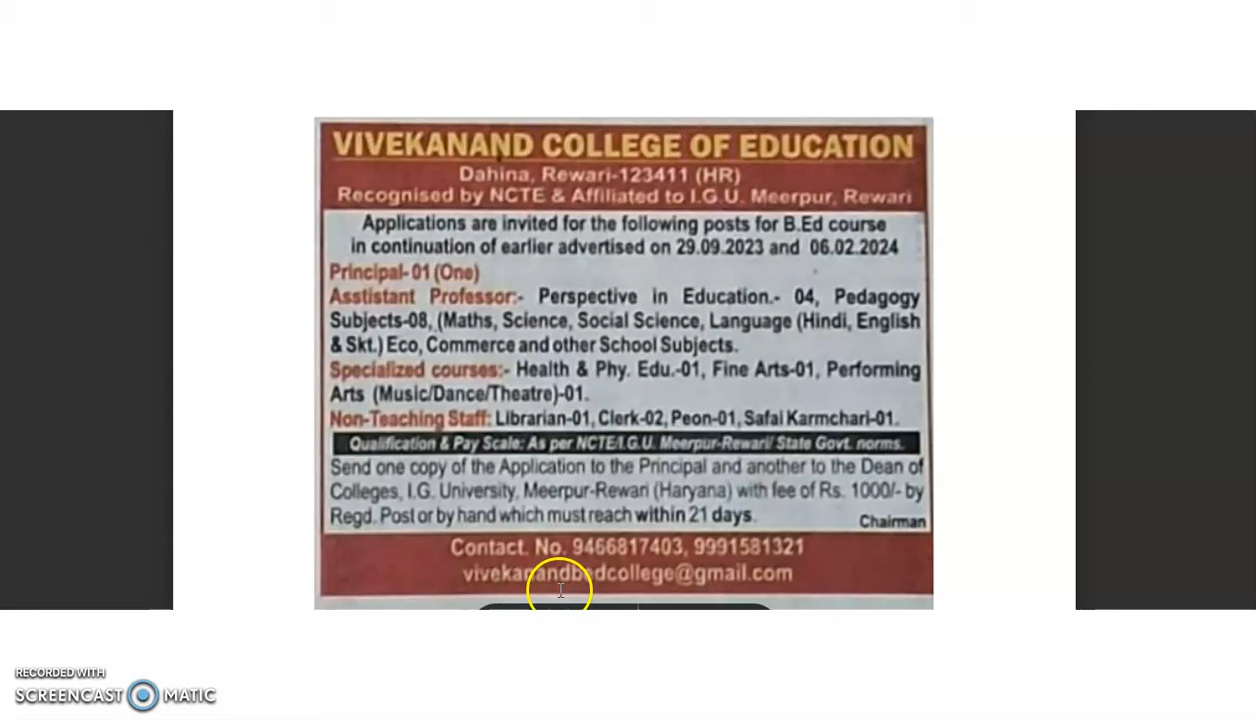 VIVEKANAND COLLEGE OF EDUCATION
Dahina, Rewari-123411 (HR)
Recognised by NCTE & Affiliated to I.G.U. Meerpur, Rewari
Applications are invited for the following posts for B.Ed course
in continuation of earlier advertised on 29.09.2023 and 06.02.2024
Principal-01 (One)
Asstistant Professor:- Perspective in Education.- 04, Pedagogy
Subjects-08, (Maths, Science, Social Science, Language (Hindi, English
& Skt.) Eco, Commerce and other School Subjects.
Specialized courses:- Health & Phy. Edu.-01, Fine Arts-01, Performing
Arts (Music/Dance/Theatre)-01.
Non-Teaching Staff: Librarian-01, Clerk-02, Peon-01, Safai Karmchari-01.
Qualification & Pay Scale: As per NCTE/I.G.U. Meerpur-Rewari/ State Govt. norms.
Send one copy of the Application to the Principal and another to the Dean of
Colleges, I.G. University, Meerpur-Rewari (Haryana) with fee of Rs. 1000/- by
Regd. Post or by hand which must reach within 21 days.
Chairman
Contact. No. 9466817403, 9991581321
vivekanandbedcollege@gmail.com
RECORDED WITH
SCREENCAST MATIC